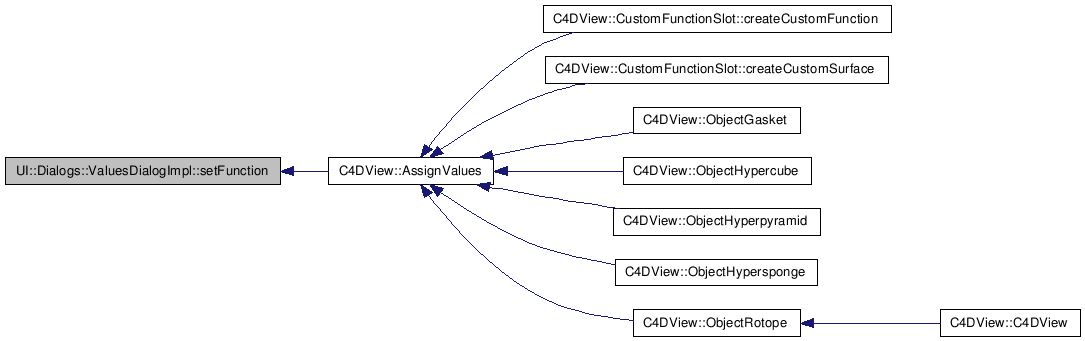 C4DView::CustomFunctionSlot::createCustomFunction
C4DView::CustomFunctionSlot::createCustomSurface
C4DView::ObjectGasket
UI::Dialogs::ValuesDialogImpl::setFunction
C4DView::AssignValues
C4DView::ObjectHypercube
C4DView::ObjectHyperpyramid
C4DView::ObjectHypersponge
C4DView::ObjectRotope
C4DView::C4DView